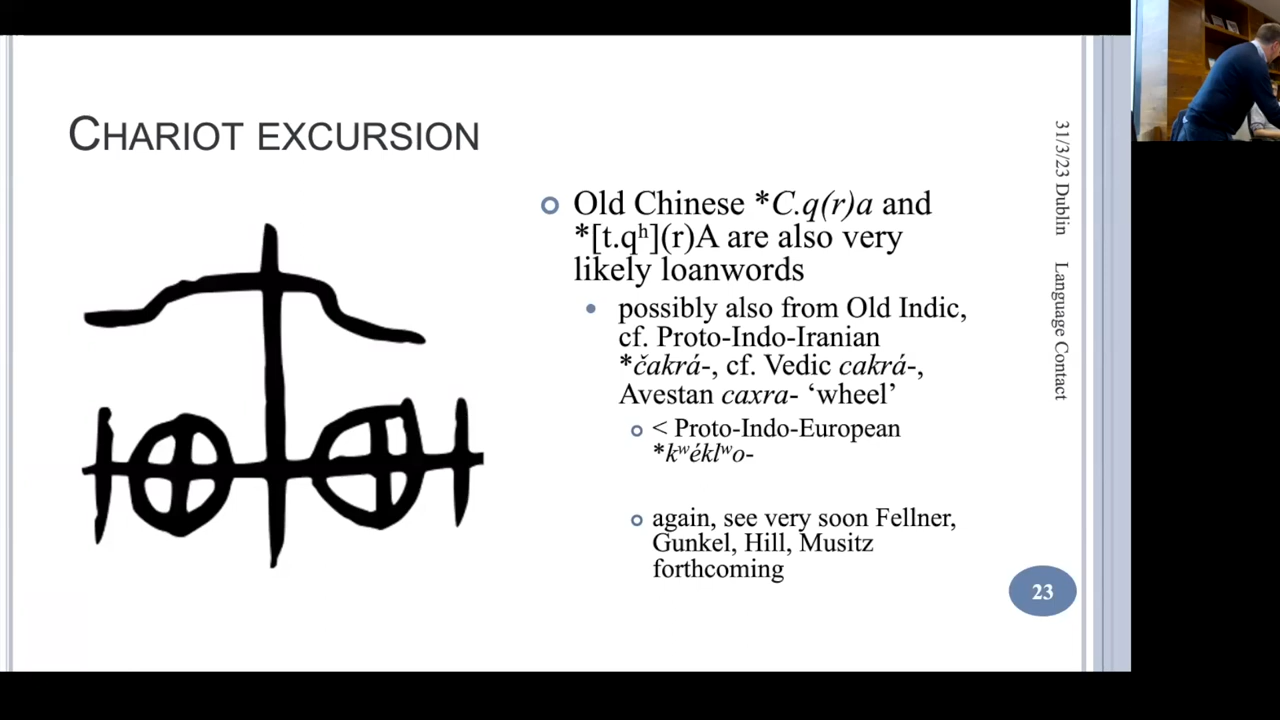 CHARIOT EXCURSION
Old Chinese *C.q(r)a and
*[t.qʰ](r)A are also very
likely loanwords
possibly also from Old Indic,
cf. Proto-Indo-Iranian
*čakrá-, cf. Vedic cakrá-,
Avestan caxra- ‘wheel’
< Proto-Indo-European
*kʷéklʷo-
again, see very soon Fellner,
Gunkel, Hill, Musitz
forthcoming
31/3/23 Dublin Language Contact
23